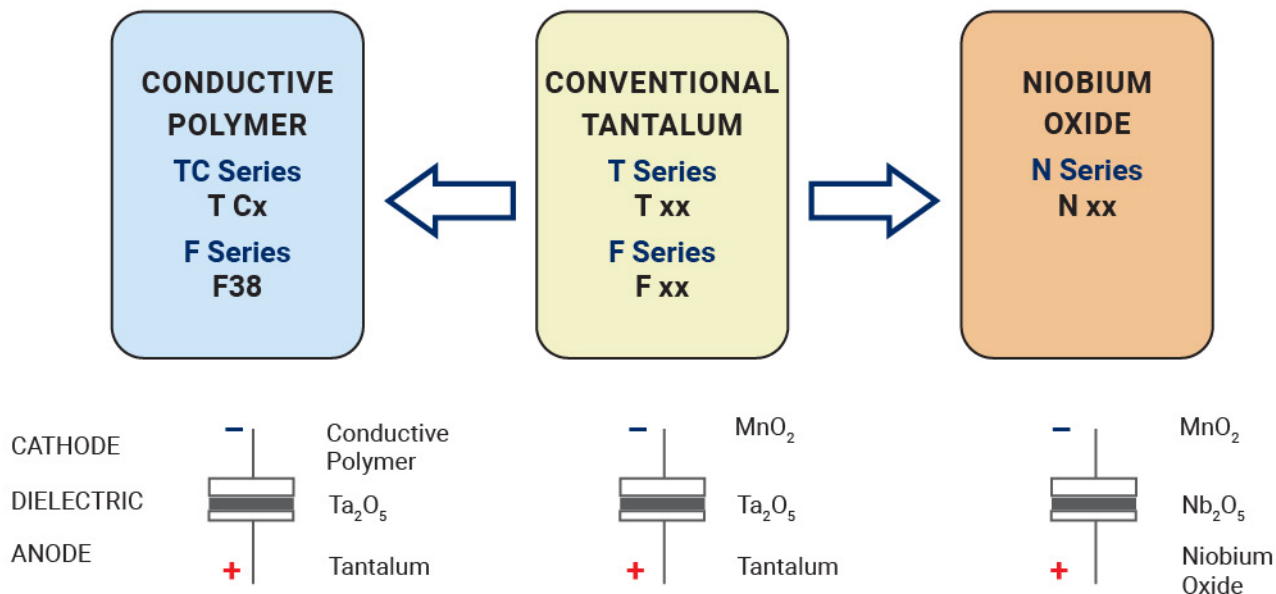 CONDUCTIVE
POLYMER
TC Series
T Cx
F Series
F38
CONVENTIONAL
TANTALUM
T Series
T xx
F Series
F xx
NIOBIUM
OXIDE
N Series
N xx
CATHODE
DIELECTRIC
ANODE
−
Conductive
Polymer
Ta₂O₅
+
Tantalum
−
MnO₂
Ta₂O₅
+
Tantalum
−
MnO₂
Nb₂O₅
+
Niobium
Oxide